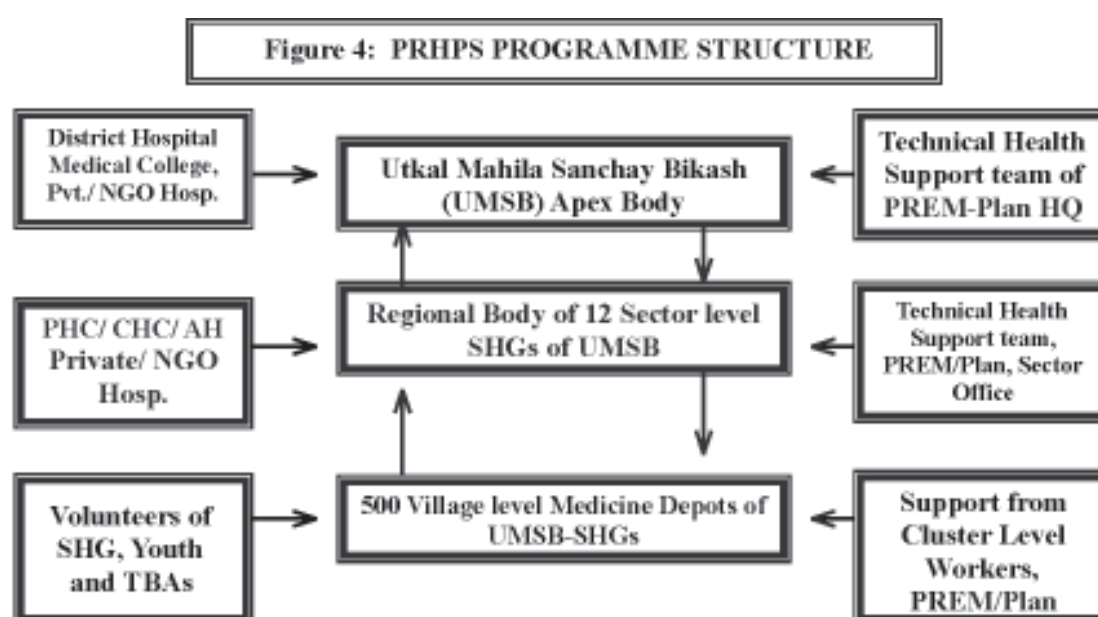 Figure 4: PRHPS PROGRAMME STRUCTURE
District Hospital
Medical College,
Pvt./ NGO Hosp.
Utkal Mahila Sanchay Bikash
(UMSB) Apex Body
Technical Health
Support team of
PREM-Plan HQ
PHC/ CHC/ AH
Private/ NGO
Hosp.
Regional Body of 12 Sector level
SHGs of UMSB
Technical Health
Support team,
PREM/Plan, Sector
Office
Volunteers of
SHG, Youth
and TBAs
500 Village level Medicine Depots of
UMSB-SHGs
Support from
Cluster Level
Workers,
PREM/Plan